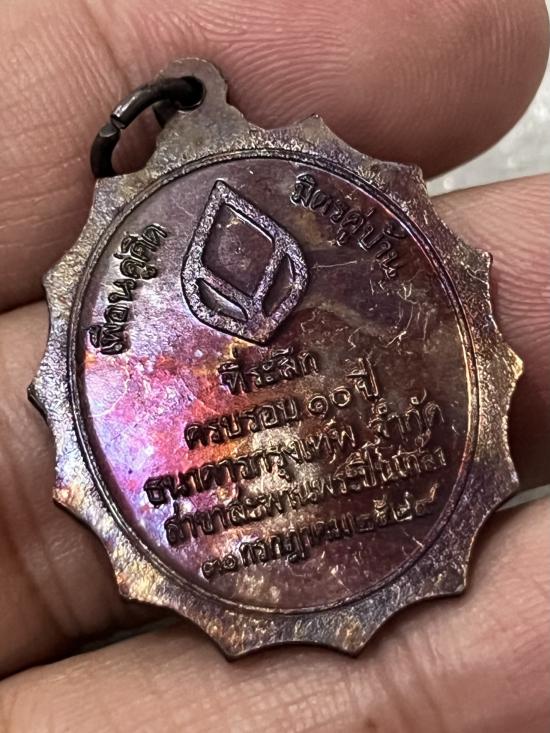 เพื่อนคู่คิด
มิตรคู่บ้าน
ที่ระลึก
ครบรอบ ๑๐ ปี
ธนาคารกรุงเทพ จำกัด
สาขาสะพานพระปิ่นเกล้า
๓๐ กรกฎาคม ๒๕๒๙